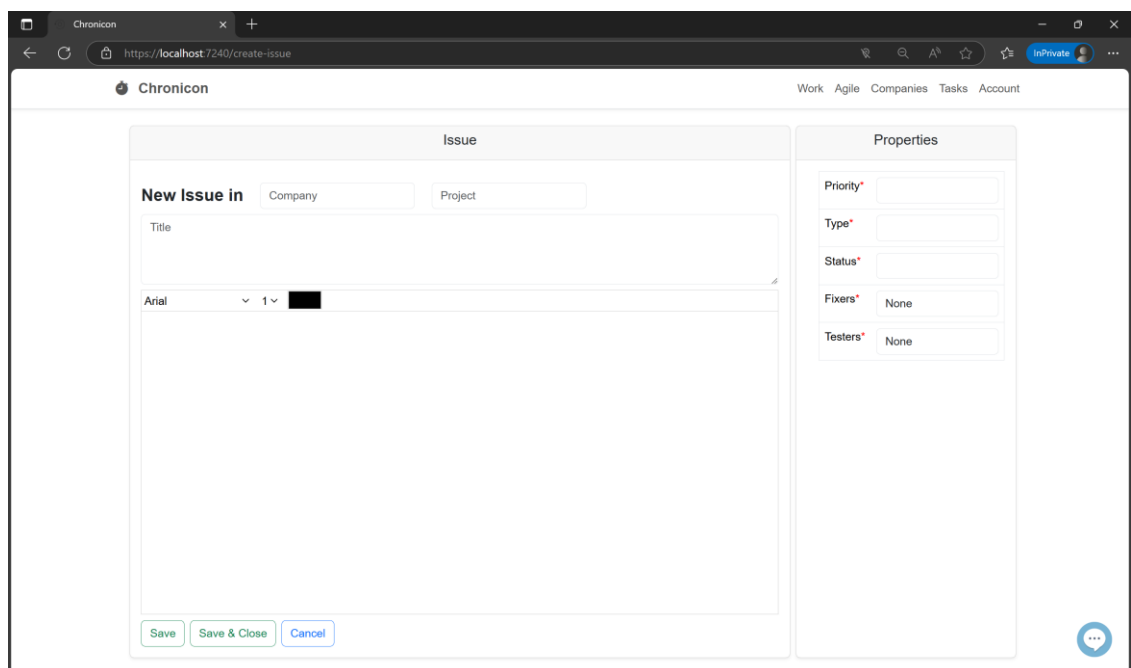 Chronicon
https://localhost:7240/create-issue
InPrivate
Chronicon
Work Agile Companies Tasks Account
Issue
New Issue in Company Project
Title
Arial 1
Save Save & Close Cancel
Properties
Priority*
Type*
Status*
Fixers* None
Testers* None